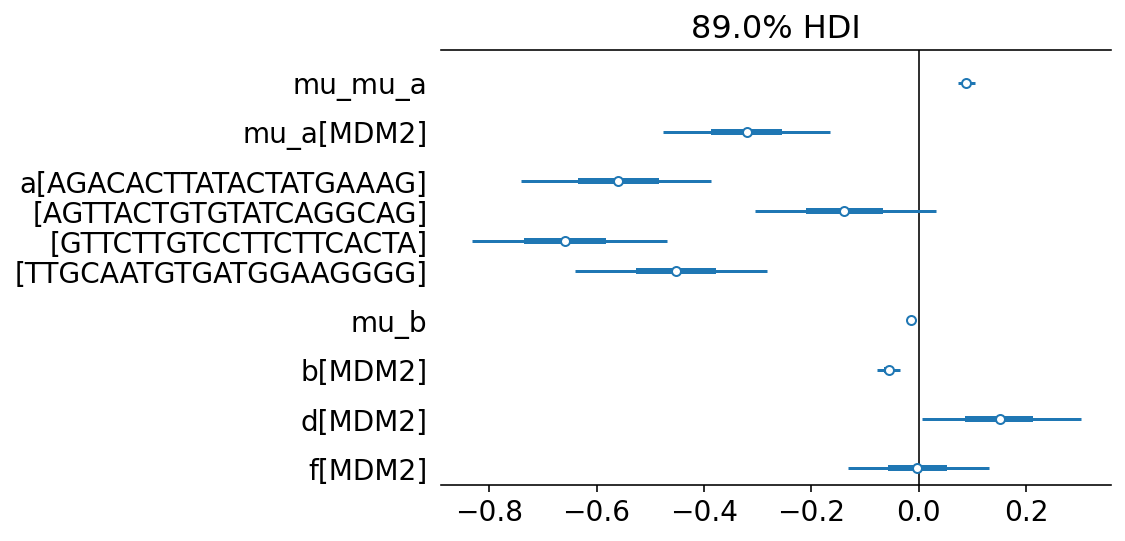 89.0% HDI
mu_mu_a
mu_a[MDM2]
a[AGACACTTATACTATGAAAG]
[AGTTACTGTGTATCAGGCAG]
[GTTCTTGTCCTTCTTCACTA]
[TTGCAATGTGATGGAAGGGG]
mu_b
b[MDM2]
d[MDM2]
f[MDM2]
−0.8 −0.6 −0.4 −0.2 0.0 0.2